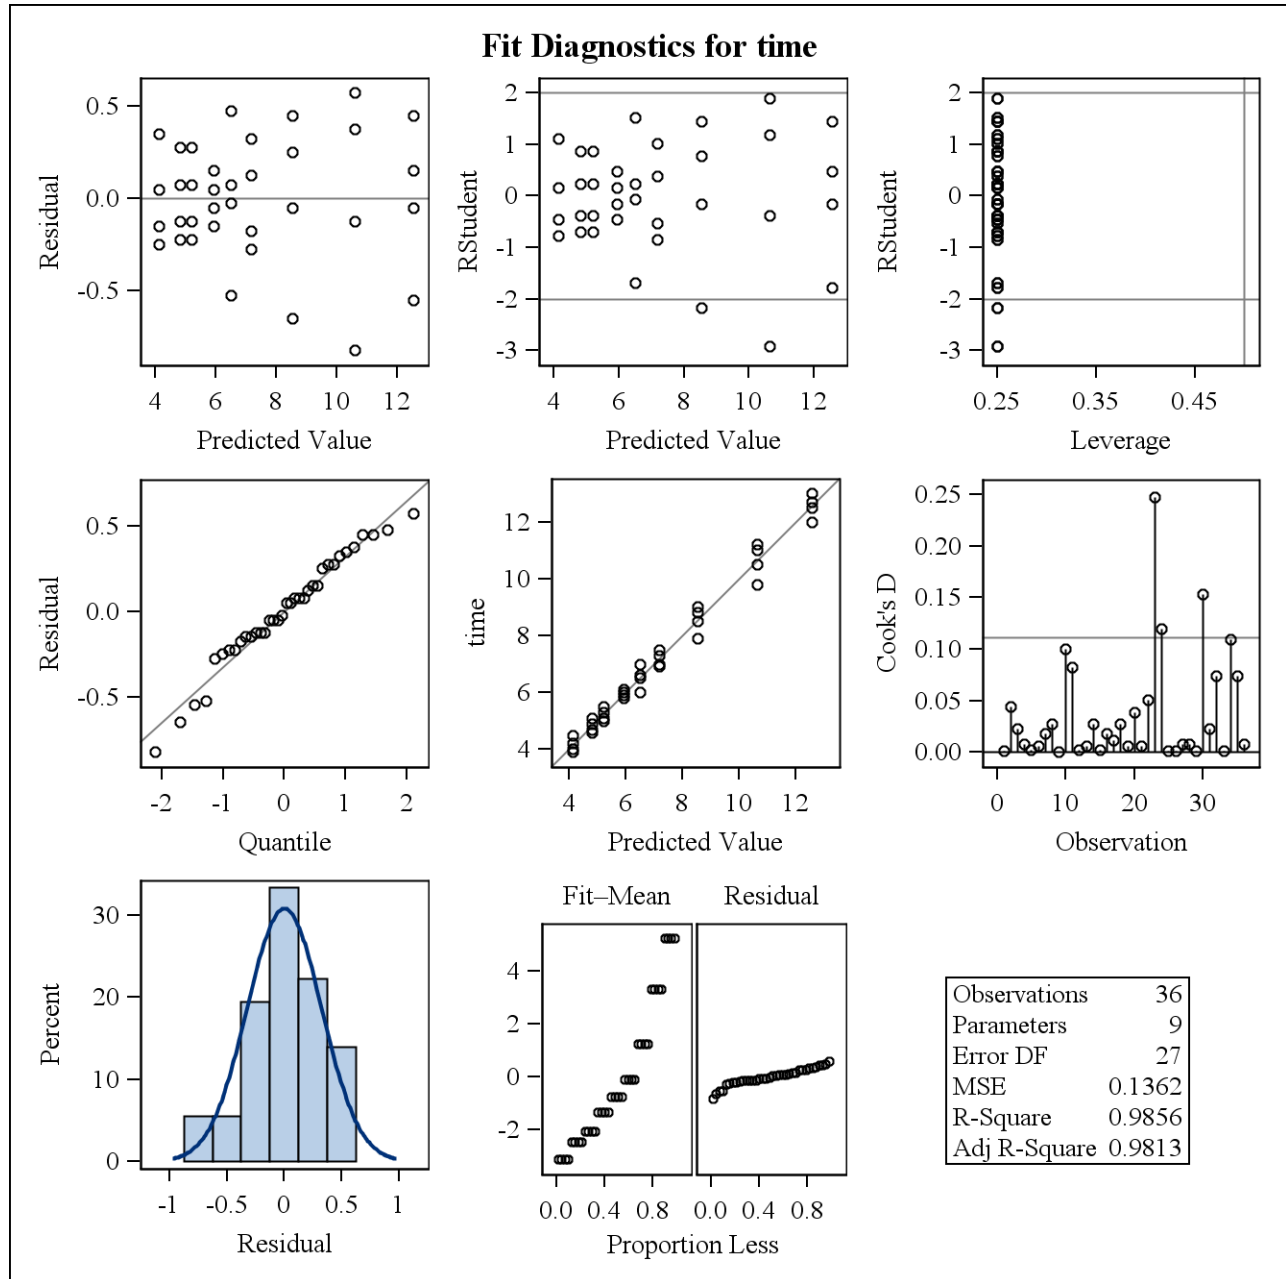 Fit Diagnostics for time
0.5
0.0
-0.5
Residual
4 6 8 10 12
Predicted Value
2
1
0
-1
-2
-3
RStudent
4 6 8 10 12
Predicted Value
2
1
0
-1
-2
-3
RStudent
0.25 0.35 0.45
Leverage
0.5
0.0
-0.5
Residual
-2 -1 0 1 2
Quantile
12
10
8
6
4
time
4 6 8 10 12
Predicted Value
0.25
0.20
0.15
0.10
0.05
0.00
Cook's D
0 10 20 30
Observation
30
20
10
0
Percent
-1 -0.5 0 0.5 1
Residual
Fit–Mean Residual
4
2
0
-2
0.0 0.4 0.8 0.0 0.4 0.8
Proportion Less
Observations 36
Parameters 9
Error DF 27
MSE 0.1362
R-Square 0.9856
Adj R-Square 0.9813